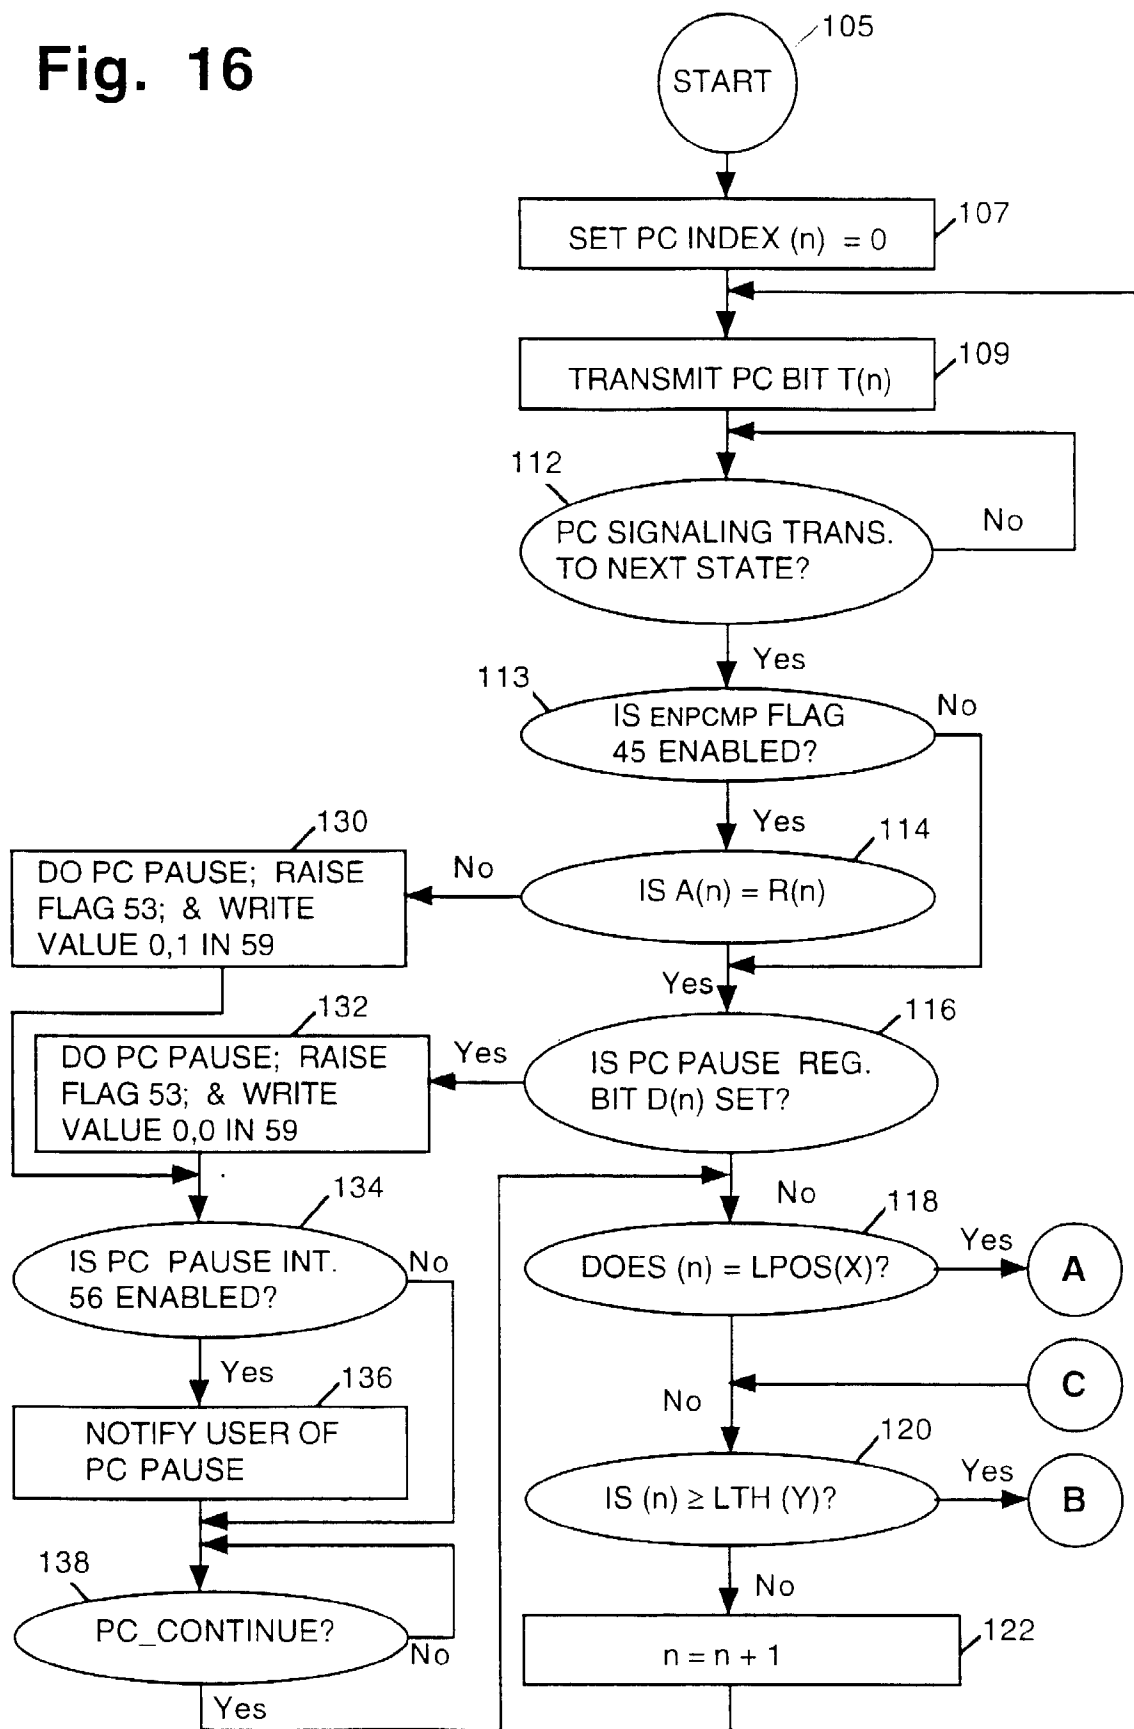 Fig. 16
105
START
107
SET PC INDEX (n) = 0
109
TRANSMIT PC BIT T(n)
112
PC SIGNALING TRANS.
TO NEXT STATE?
No
Yes
113
IS ENPCMP FLAG
45 ENABLED?
No
Yes
114
IS A(n) = R(n)
No
130
DO PC PAUSE; RAISE
FLAG 53; & WRITE
VALUE 0,1 IN 59
Yes
116
IS PC PAUSE REG.
BIT D(n) SET?
Yes
132
DO PC PAUSE; RAISE
FLAG 53; & WRITE
VALUE 0,0 IN 59
No
134
IS PC PAUSE INT.
56 ENABLED?
No
Yes
136
NOTIFY USER OF
PC PAUSE
138
PC_CONTINUE?
No
Yes
118
DOES (n) = LPOS(X)?
Yes
A
C
No
120
IS (n) ≥ LTH (Y)?
Yes
B
No
122
n = n + 1